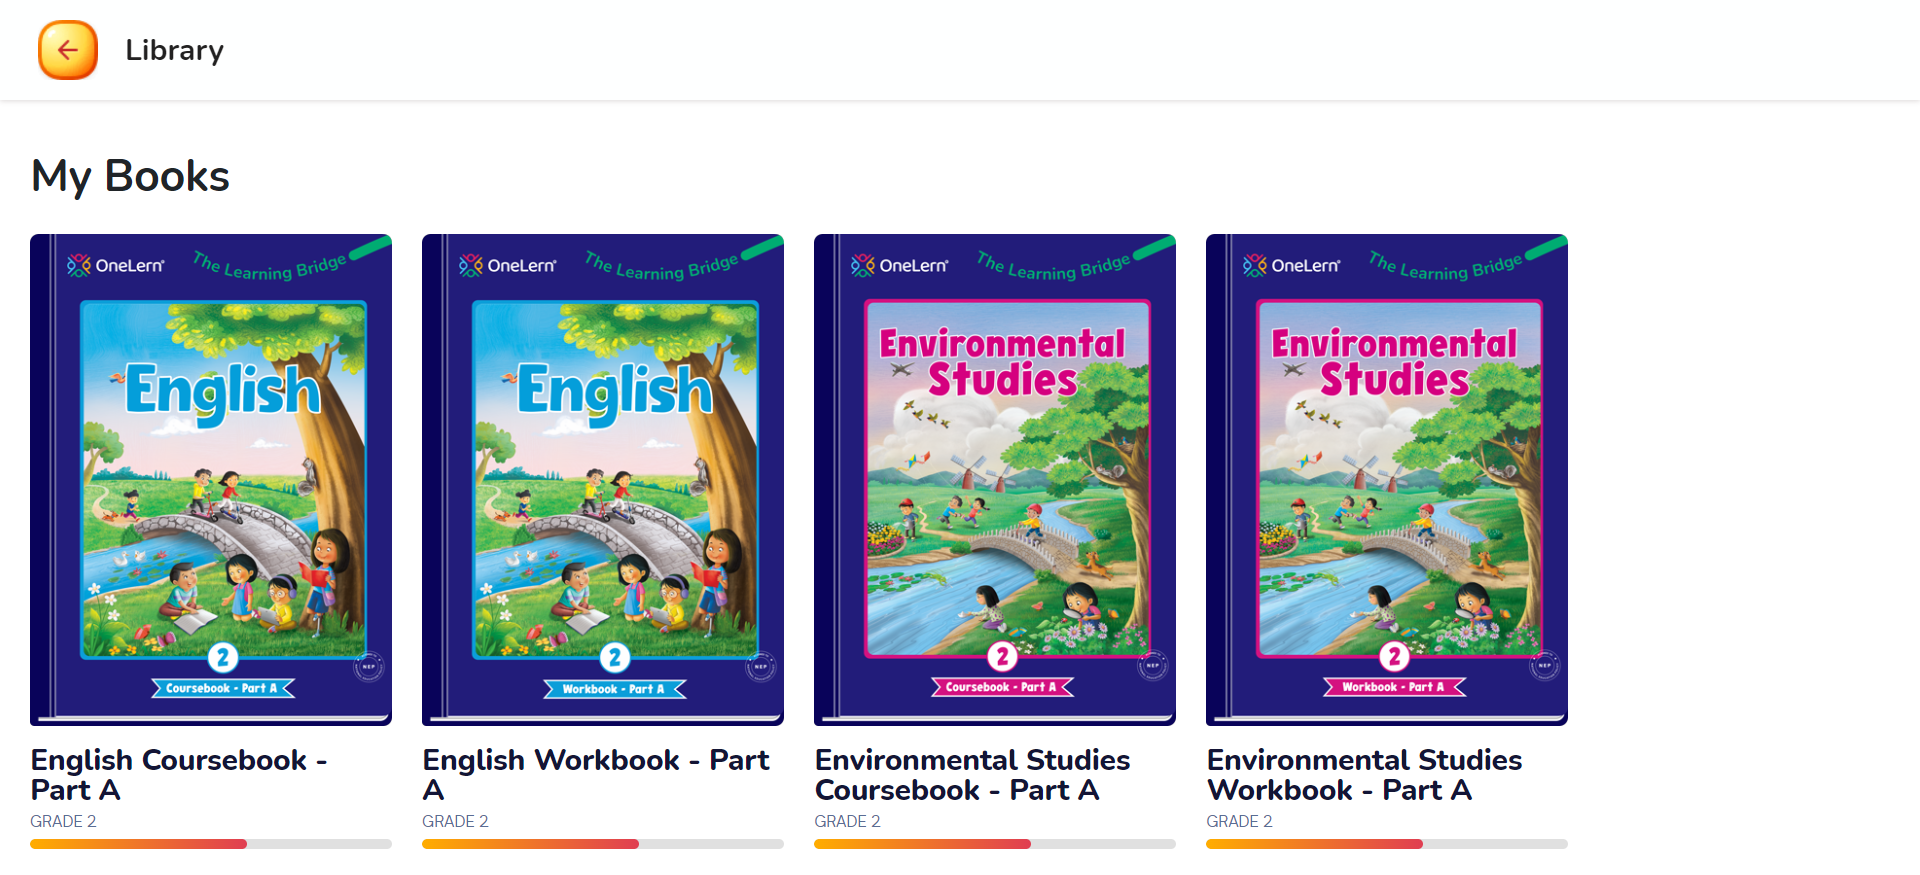 Library
My Books
OneLern
The Learning Bridge
English
2
NEP
Coursebook - Part A
English Coursebook -
Part A
GRADE 2
OneLern
The Learning Bridge
English
2
NEP
Workbook - Part A
English Workbook - Part
A
GRADE 2
OneLern
The Learning Bridge
Environmental
Studies
2
NEP
Coursebook - Part A
Environmental Studies
Coursebook - Part A
GRADE 2
OneLern
The Learning Bridge
Environmental
Studies
2
NEP
Workbook - Part A
Environmental Studies
Workbook - Part A
GRADE 2